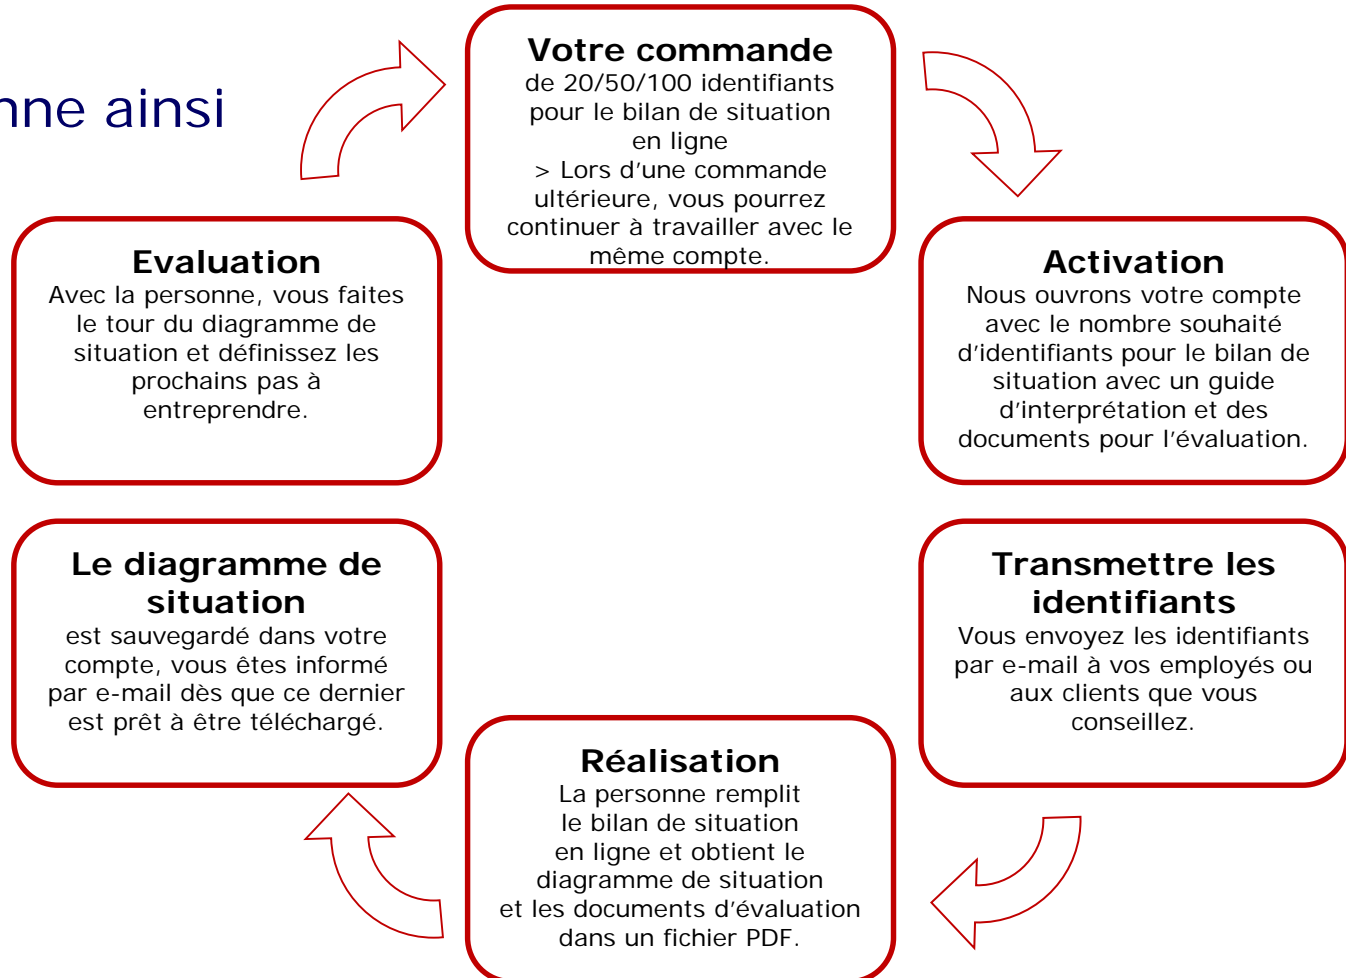 nne ainsi
Votre commande
de 20/50/100 identifiants
pour le bilan de situation
en ligne
> Lors d'une commande
ultérieure, vous pourrez
continuer à travailler avec le
même compte.
Activation
Nous ouvrons votre compte
avec le nombre souhaité
d'identifiants pour le bilan de
situation avec un guide
d'interprétation et des
documents pour l'évaluation.
Transmettre les
identifiants
Vous envoyez les identifiants
par e-mail à vos employés ou
aux clients que vous
conseillez.
Réalisation
La personne remplit
le bilan de situation
en ligne et obtient le
diagramme de situation
et les documents d'évaluation
dans un fichier PDF.
Le diagramme de
situation
est sauvegardé dans votre
compte, vous êtes informé
par e-mail dès que ce dernier
est prêt à être téléchargé.
Evaluation
Avec la personne, vous faites
le tour du diagramme de
situation et définissez les
prochains pas à
entreprendre.